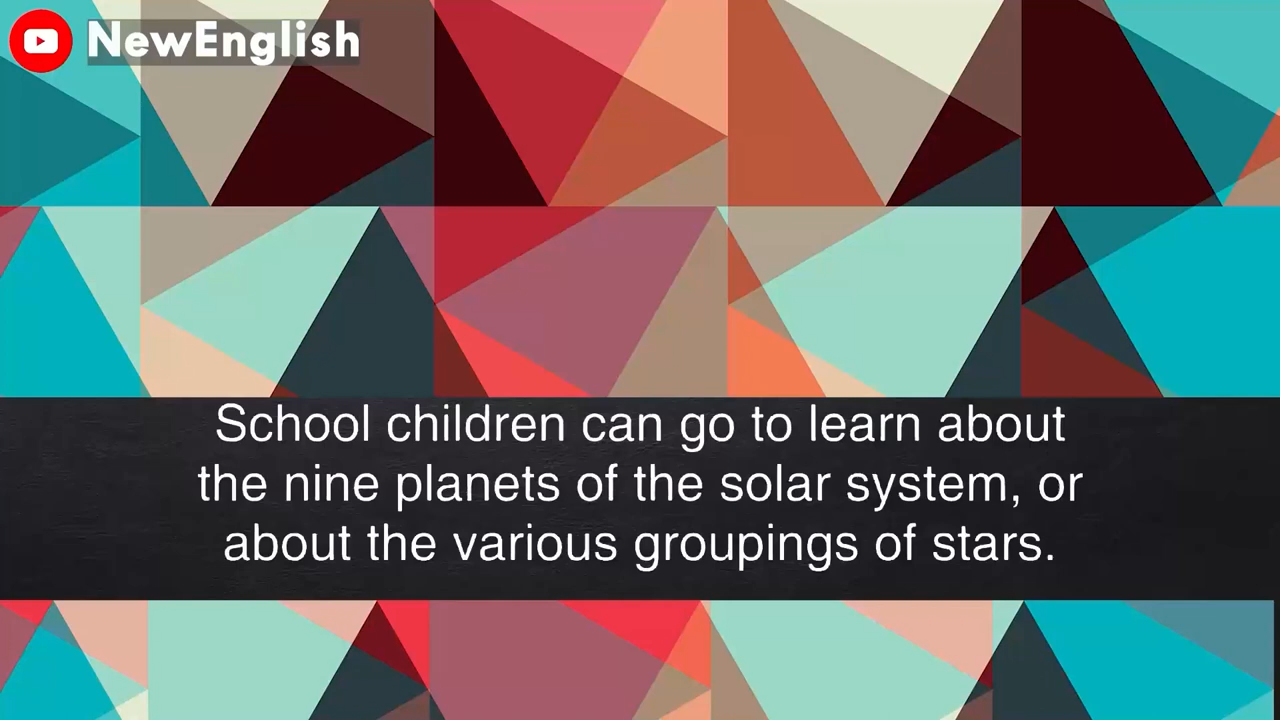 NewEnglish
School children can go to learn about
the nine planets of the solar system, or
about the various groupings of stars.